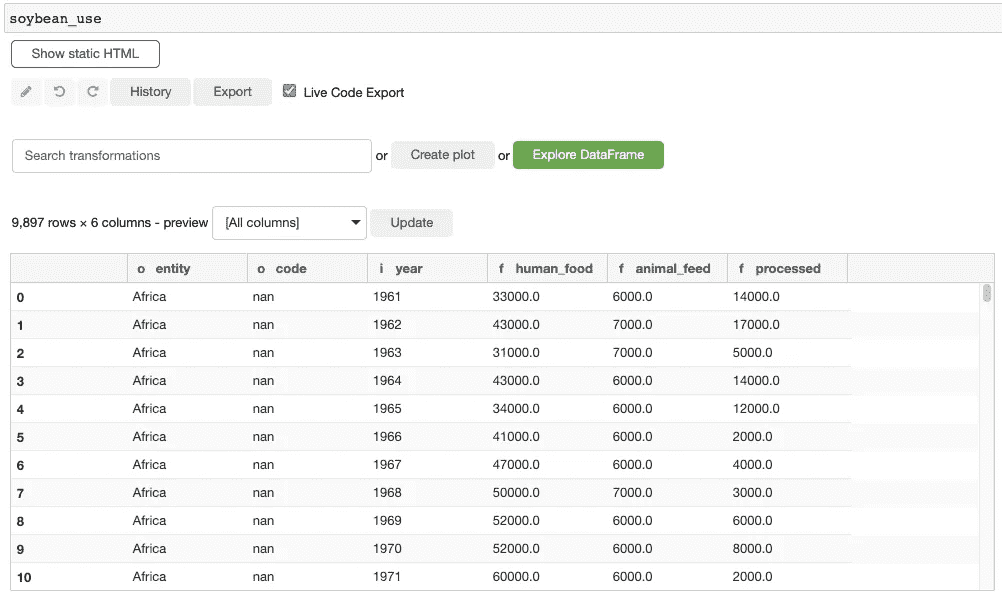 soybean_use
Show static HTML
History Export Live Code Export
Search transformations or Create plot or Explore DataFrame
9,897 rows × 6 columns - preview [All columns] Update
o entity o code i year f human_food f animal_feed f processed
0 Africa nan 1961 33000.0 6000.0 14000.0
1 Africa nan 1962 43000.0 7000.0 17000.0
2 Africa nan 1963 31000.0 7000.0 5000.0
3 Africa nan 1964 43000.0 6000.0 14000.0
4 Africa nan 1965 34000.0 6000.0 12000.0
5 Africa nan 1966 41000.0 6000.0 2000.0
6 Africa nan 1967 47000.0 6000.0 4000.0
7 Africa nan 1968 50000.0 7000.0 3000.0
8 Africa nan 1969 52000.0 6000.0 6000.0
9 Africa nan 1970 52000.0 6000.0 8000.0
10 Africa nan 1971 60000.0 6000.0 2000.0